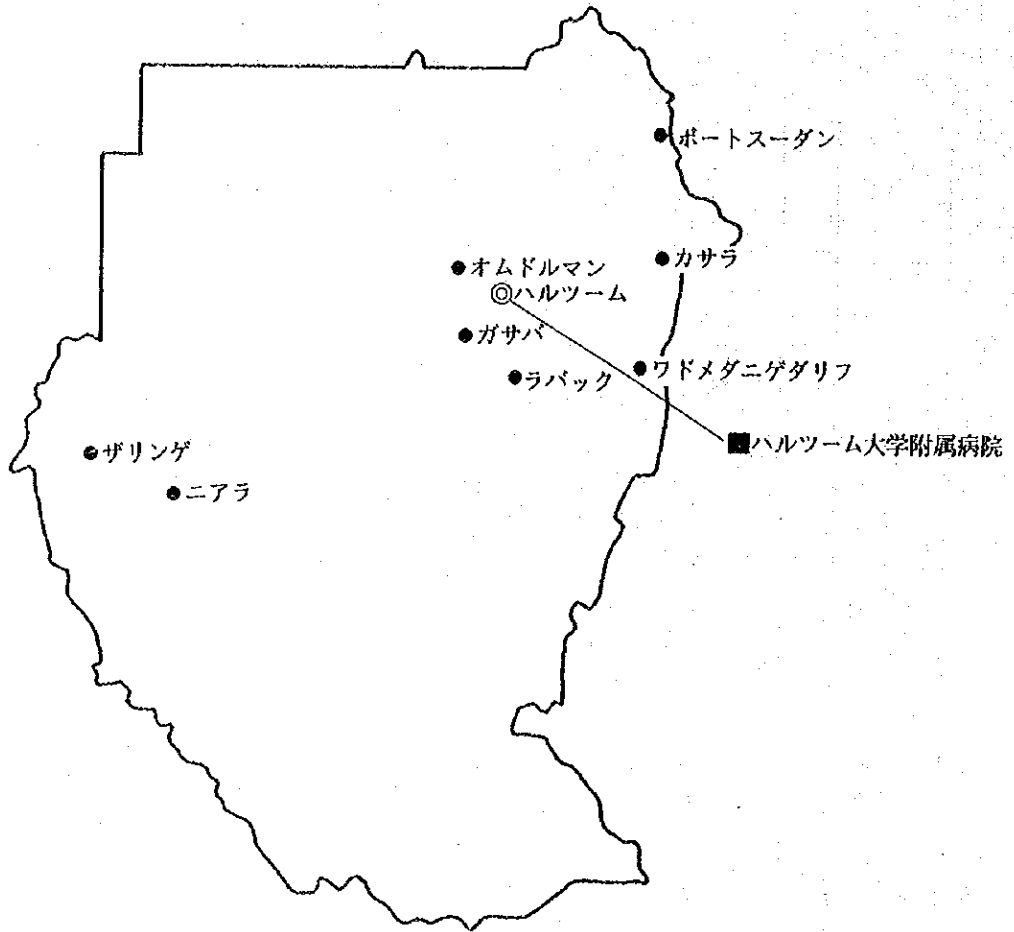 ポートスーダン
カサラ
オムドルマン
ハルツーム
ガサバ
ラバック
ワドメダニゲダリフ
ハルツーム大学附属病院
ザリンゲ
ニアラ